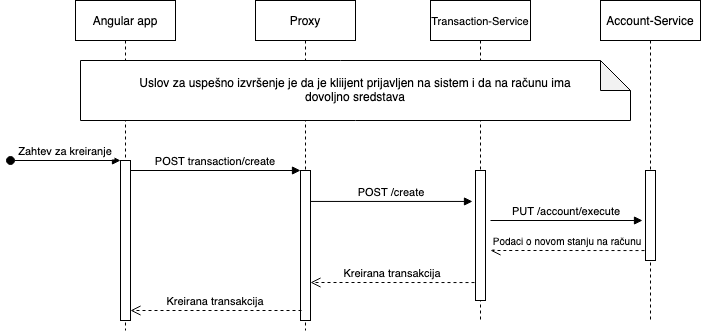 Angular app
Proxy
Transaction-Service
Account-Service
Uslov za uspešno izvršenje je da je klijent prijavljen na sistem i da na računu ima
dovoljno sredstava
Zahtev za kreiranje
POST transaction/create
POST /create
PUT /account/execute
Podaci o novom stanju na računu
Kreirana transakcija
Kreirana transakcija